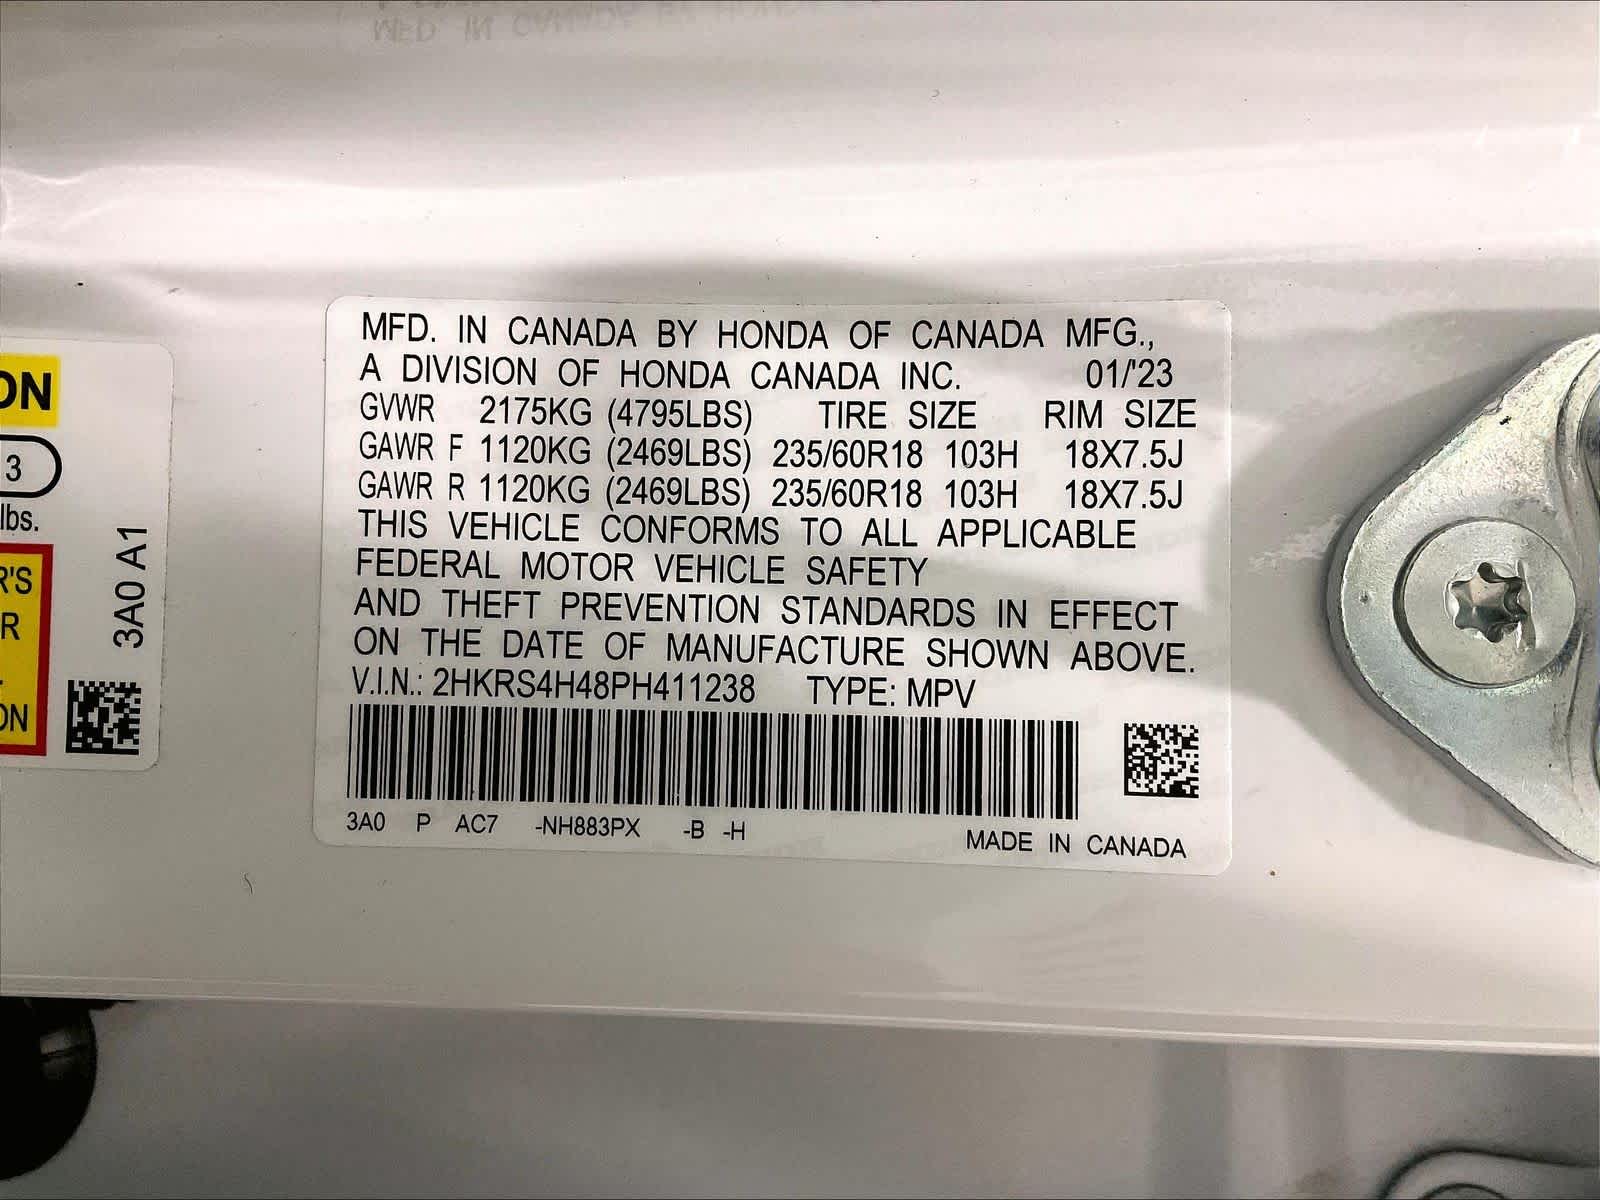 MFD. IN CANADA BY HONDA OF CANADA MFG.,
A DIVISION OF HONDA CANADA INC. 01/'23
GVWR 2175KG (4795LBS) TIRE SIZE RIM SIZE
GAWR F 1120KG (2469LBS) 235/60R18 103H 18X7.5J
GAWR R 1120KG (2469LBS) 235/60R18 103H 18X7.5J
THIS VEHICLE CONFORMS TO ALL APPLICABLE
FEDERAL MOTOR VEHICLE SAFETY
AND THEFT PREVENTION STANDARDS IN EFFECT
ON THE DATE OF MANUFACTURE SHOWN ABOVE.
V.I.N.: 2HKRS4H48PH411238 TYPE: MPV
3A0 P AC7 -NH883PX -B -H
MADE IN CANADA
ON
3
lbs.
R'S
R
ON
3A0 A1